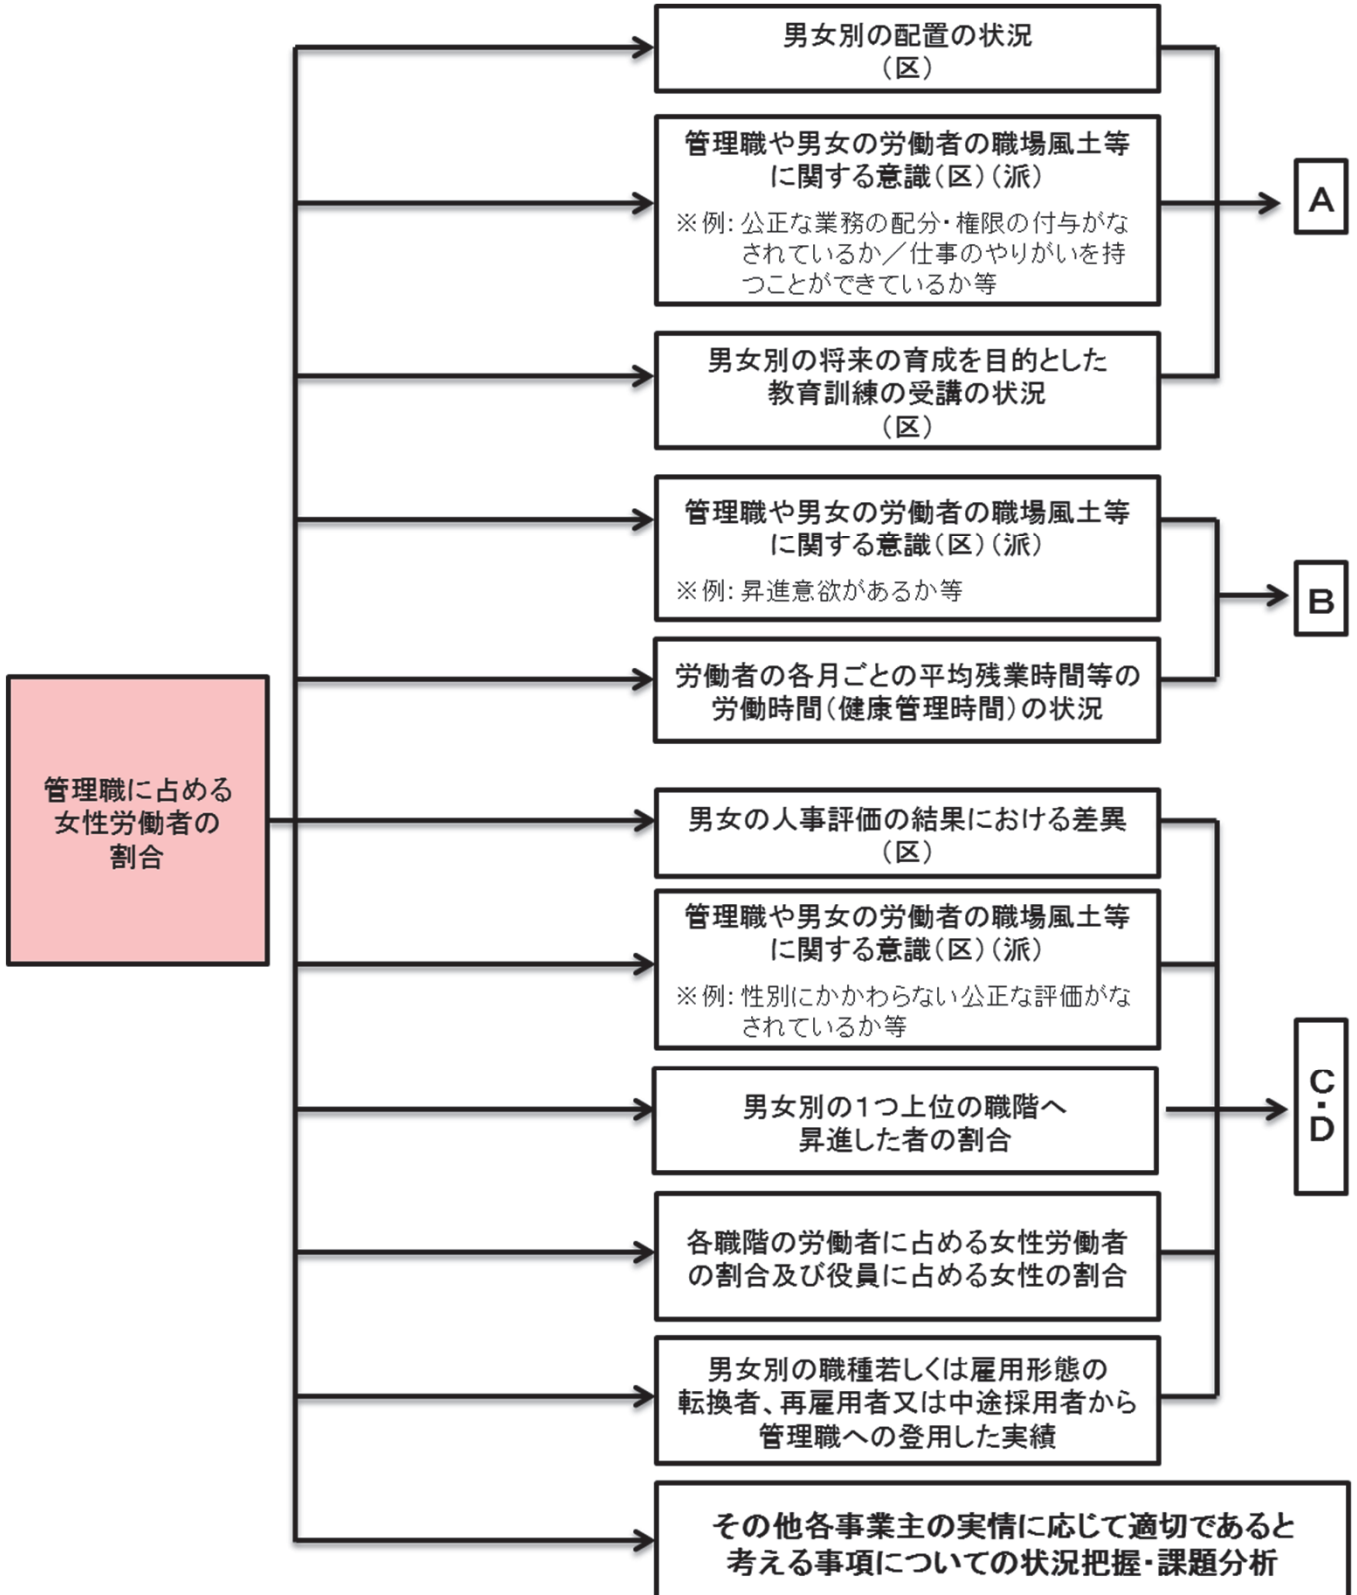 男女別の配置の状況
(区)
管理職や男女の労働者の職場風土等
に関する意識(区)(派)
※例: 公正な業務の配分・権限の付与がな
されているか／仕事のやりがいを持
つことができているか等
A
男女別の将来の育成を目的とした
教育訓練の受講の状況
(区)
管理職や男女の労働者の職場風土等
に関する意識(区)(派)
※例: 昇進意欲があるか等
B
労働者の各月ごとの平均残業時間等の
労働時間(健康管理時間)の状況
管理職に占める
女性労働者の
割合
男女の人事評価の結果における差異
(区)
管理職や男女の労働者の職場風土等
に関する意識(区)(派)
※例: 性別にかかわらない公正な評価がな
されているか等
男女別の１つ上位の職階へ
昇進した者の割合
C・D
各職階の労働者に占める女性労働者
の割合及び役員に占める女性の割合
男女別の職種若しくは雇用形態の
転換者、再雇用者又は中途採用者から
管理職への登用した実績
その他各事業主の実情に応じて適切であると
考える事項についての状況把握・課題分析